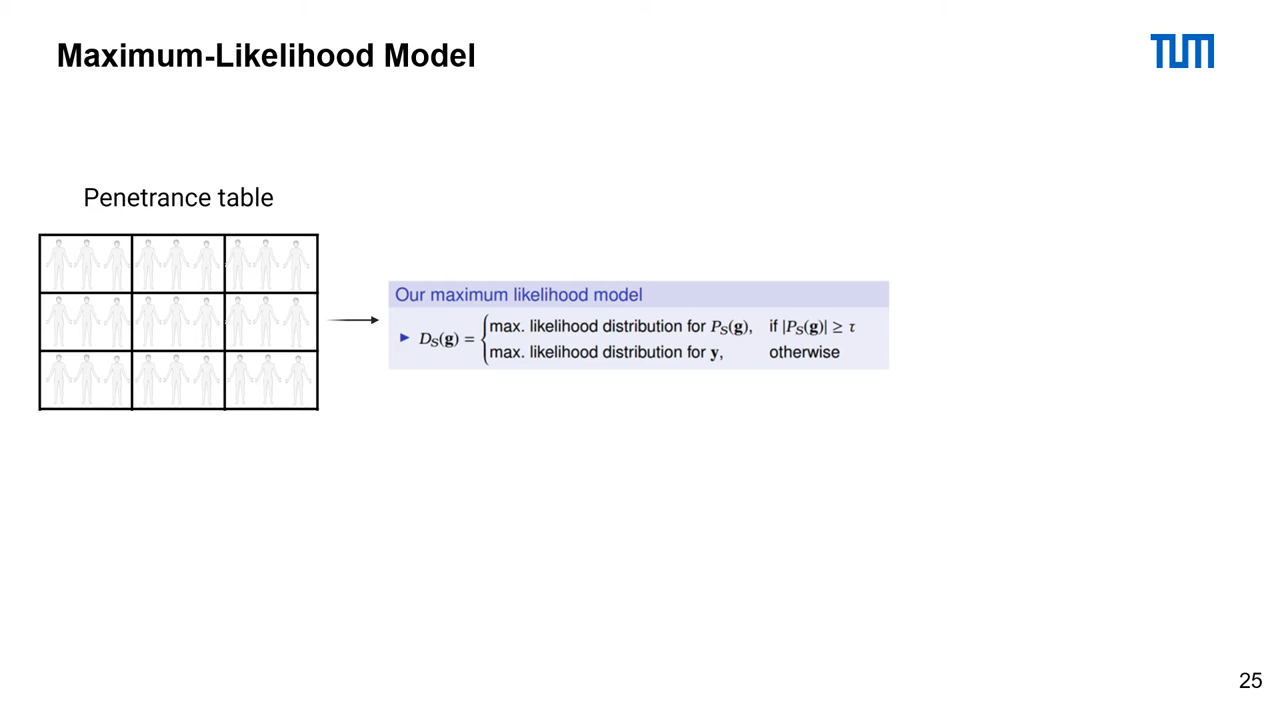 Maximum-Likelihood Model
TUM
Penetrance table
Our maximum likelihood model
► D_S(g) = { max. likelihood distribution for P_S(g), if |P_S(g)| ≥ τ
max. likelihood distribution for y, otherwise
25